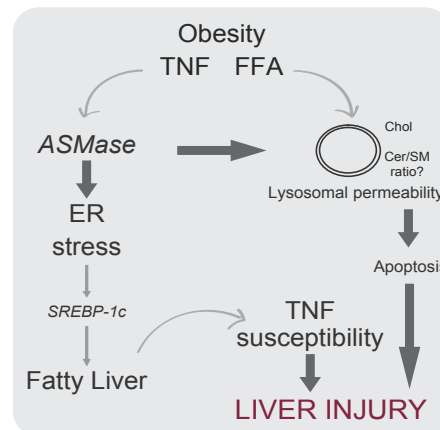 Obesity
TNF FFA
ASMase
Chol
Cer/SM
ratio?
Lysosomal permeability
ER
stress
Apoptosis
SREBP-1c
TNF
susceptibility
Fatty Liver
LIVER INJURY